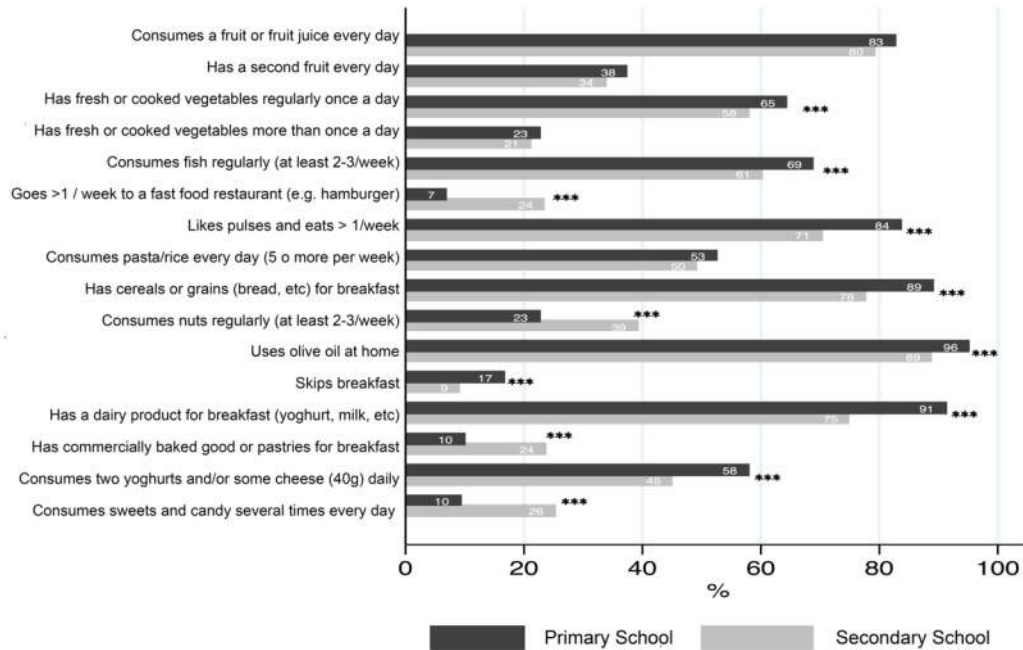 Consumes a fruit or fruit juice every day 83 80
Has a second fruit every day 38 34
Has fresh or cooked vegetables regularly once a day 65 58 ***
Has fresh or cooked vegetables more than once a day 23 21
Consumes fish regularly (at least 2-3/week) 69 61 ***
Goes >1 / week to a fast food restaurant (e.g. hamburger) 7 24 ***
Likes pulses and eats > 1/week 84 71 ***
Consumes pasta/rice every day (5 o more per week) 53 50
Has cereals or grains (bread, etc) for breakfast 89 78 ***
Consumes nuts regularly (at least 2-3/week) 23 39 ***
Uses olive oil at home 96 89 ***
Skips breakfast 17 9 ***
Has a dairy product for breakfast (yoghurt, milk, etc) 91 75 ***
Has commercially baked good or pastries for breakfast 10 24 ***
Consumes two yoghurts and/or some cheese (40g) daily 58 45 ***
Consumes sweets and candy several times every day 10 26 ***
0 20 40 60 80 100
%
Primary School Secondary School